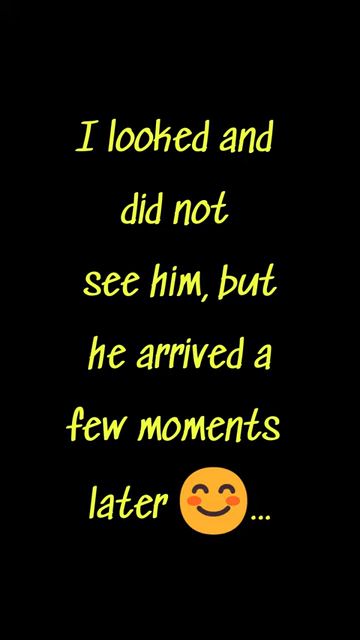 I looked and
did not
see him, but
he arrived a
few moments
later 😊...